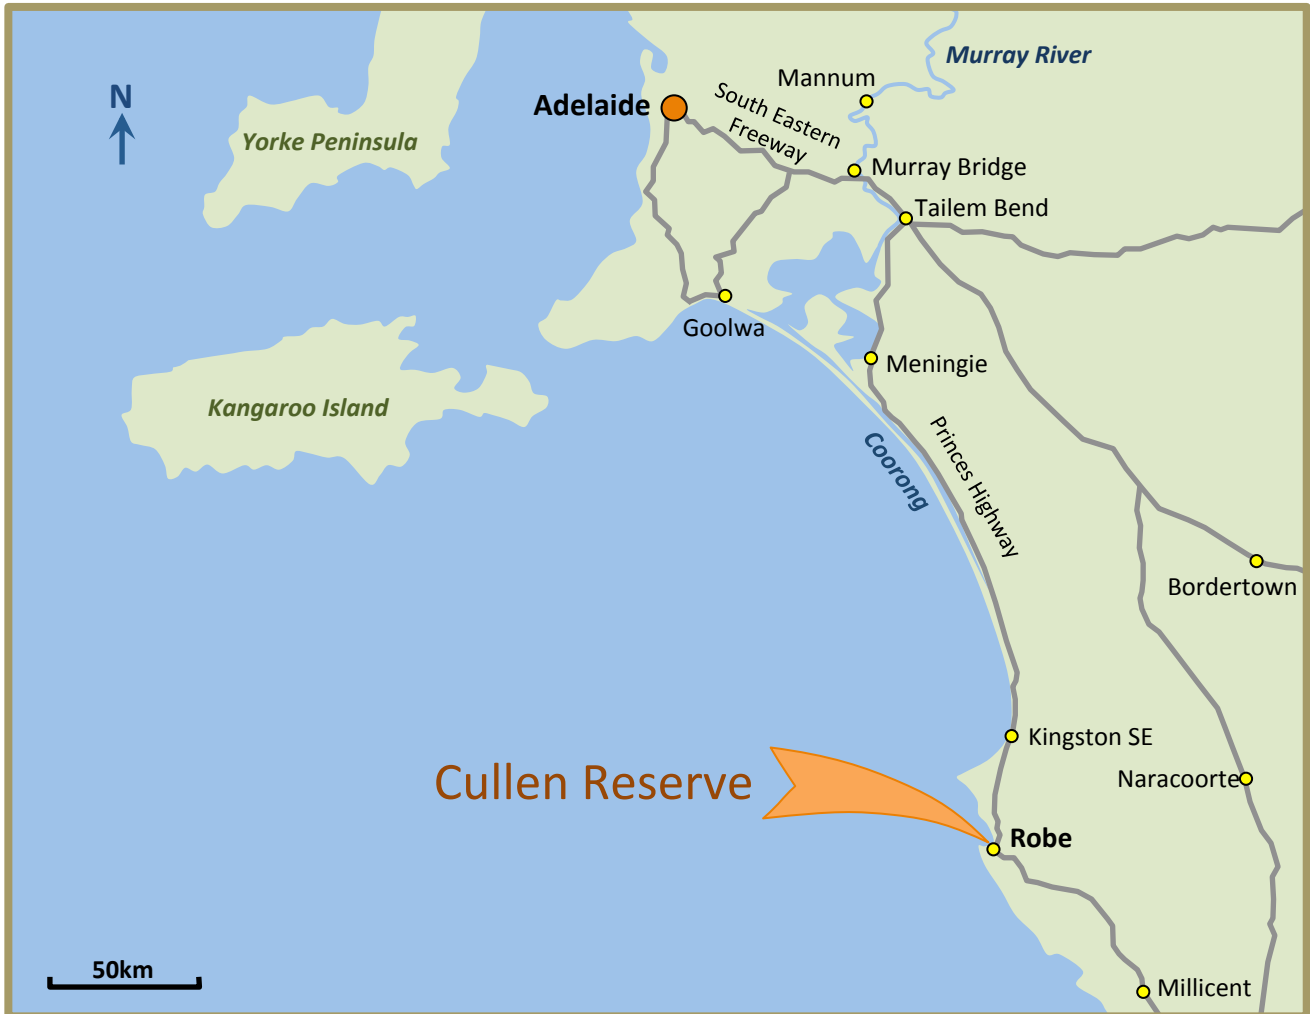 Murray River
Mannum
N
Adelaide
South Eastern
Freeway
Yorke Peninsula
Murray Bridge
Tailem Bend
Goolwa
Meningie
Kangaroo Island
Coorong
Princes Highway
Bordertown
Kingston SE
Cullen Reserve
Naracoorte
Robe
50km
Millicent